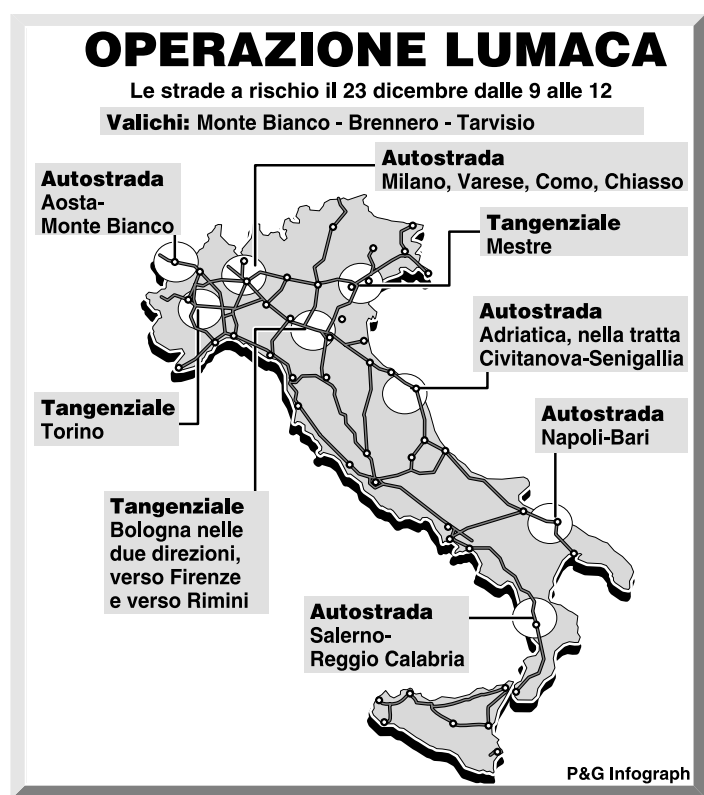 OPERAZIONE LUMACA
Le strade a rischio il 23 dicembre dalle 9 alle 12
Valichi: Monte Bianco - Brennero - Tarvisio
Autostrada
Aosta-
Monte Bianco
Autostrada
Milano, Varese, Como, Chiasso
Tangenziale
Mestre
Autostrada
Adriatica, nella tratta
Civitanova-Senigallia
Tangenziale
Torino
Autostrada
Napoli-Bari
Tangenziale
Bologna nelle
due direzioni,
verso Firenze
e verso Rimini
Autostrada
Salerno-
Reggio Calabria
P&G Infograph